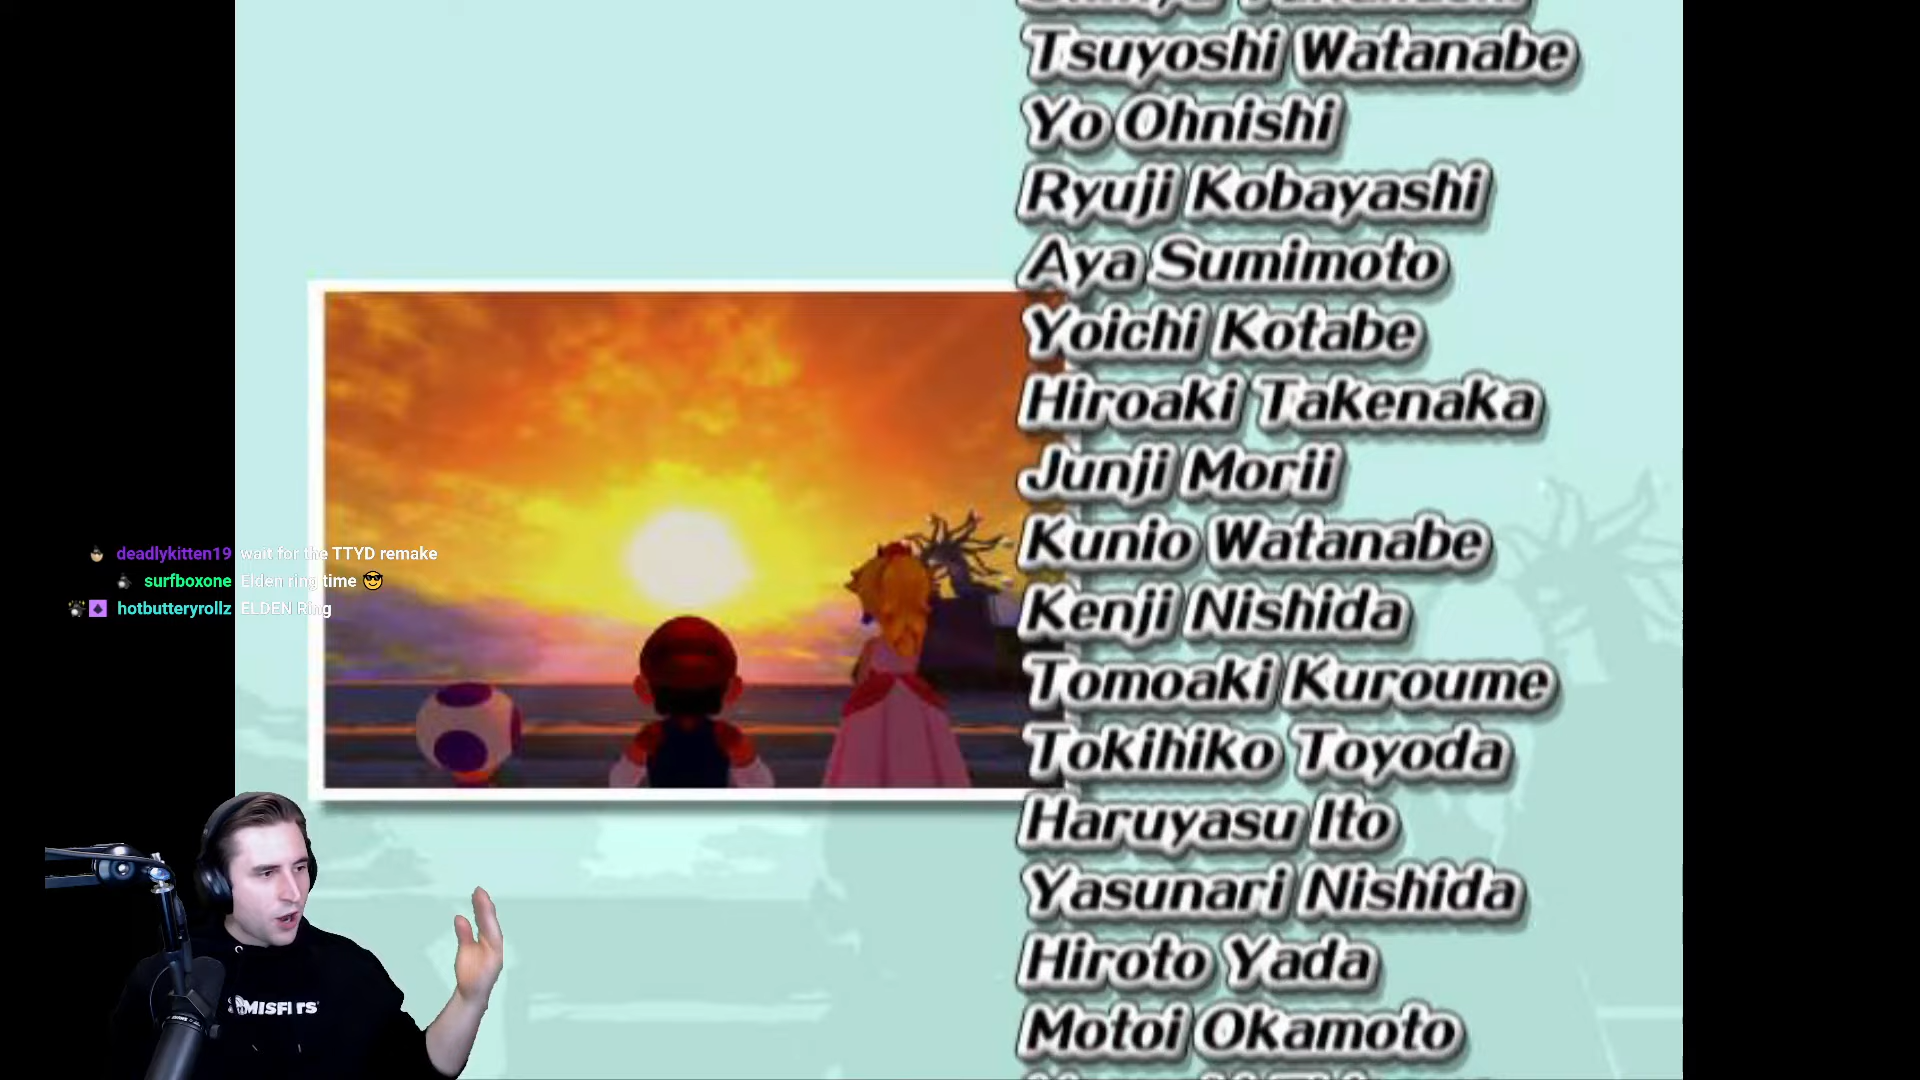 Tsuyoshi Watanabe
Yo Ohnishi
Ryuji Kobayashi
Aya Sumimoto
Yoichi Kotabe
Hiroaki Takenaka
Junji Morii
Kunio Watanabe
Kenji Nishida
Tomoaki Kuroume
Tokihiko Toyoda
Haruyasu Ito
Yasunari Nishida
Hiroto Yada
Motoi Okamoto
deadlykitten19 wait for the TTYD remake
surfboxone Elden ring time 😎
hotbutteryrollz ELDEN Ring
MISFITS